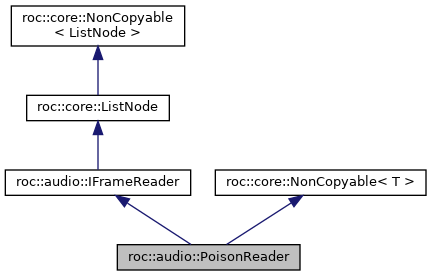 roc::core::NonCopyable
< ListNode >
roc::core::ListNode
roc::audio::IFrameReader
roc::core::NonCopyable< T >
roc::audio::PoisonReader